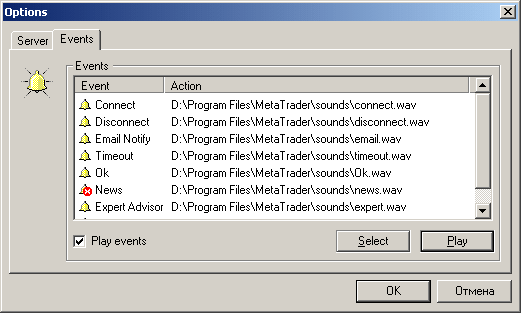 Options
Server Events
Events
Event Action
Connect D:\Program Files\MetaTrader\sounds\connect.wav
Disconnect D:\Program Files\MetaTrader\sounds\disconnect.wav
Email Notify D:\Program Files\MetaTrader\sounds\email.wav
Timeout D:\Program Files\MetaTrader\sounds\timeout.wav
Ok D:\Program Files\MetaTrader\sounds\Ok.wav
News D:\Program Files\MetaTrader\sounds\news.wav
Expert Advisor D:\Program Files\MetaTrader\sounds\expert.wav
Play events Select Play
OK Отмена